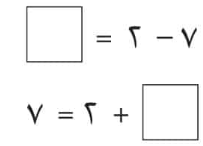 ٧ − ٢ = □
□ + ٢ = ٧